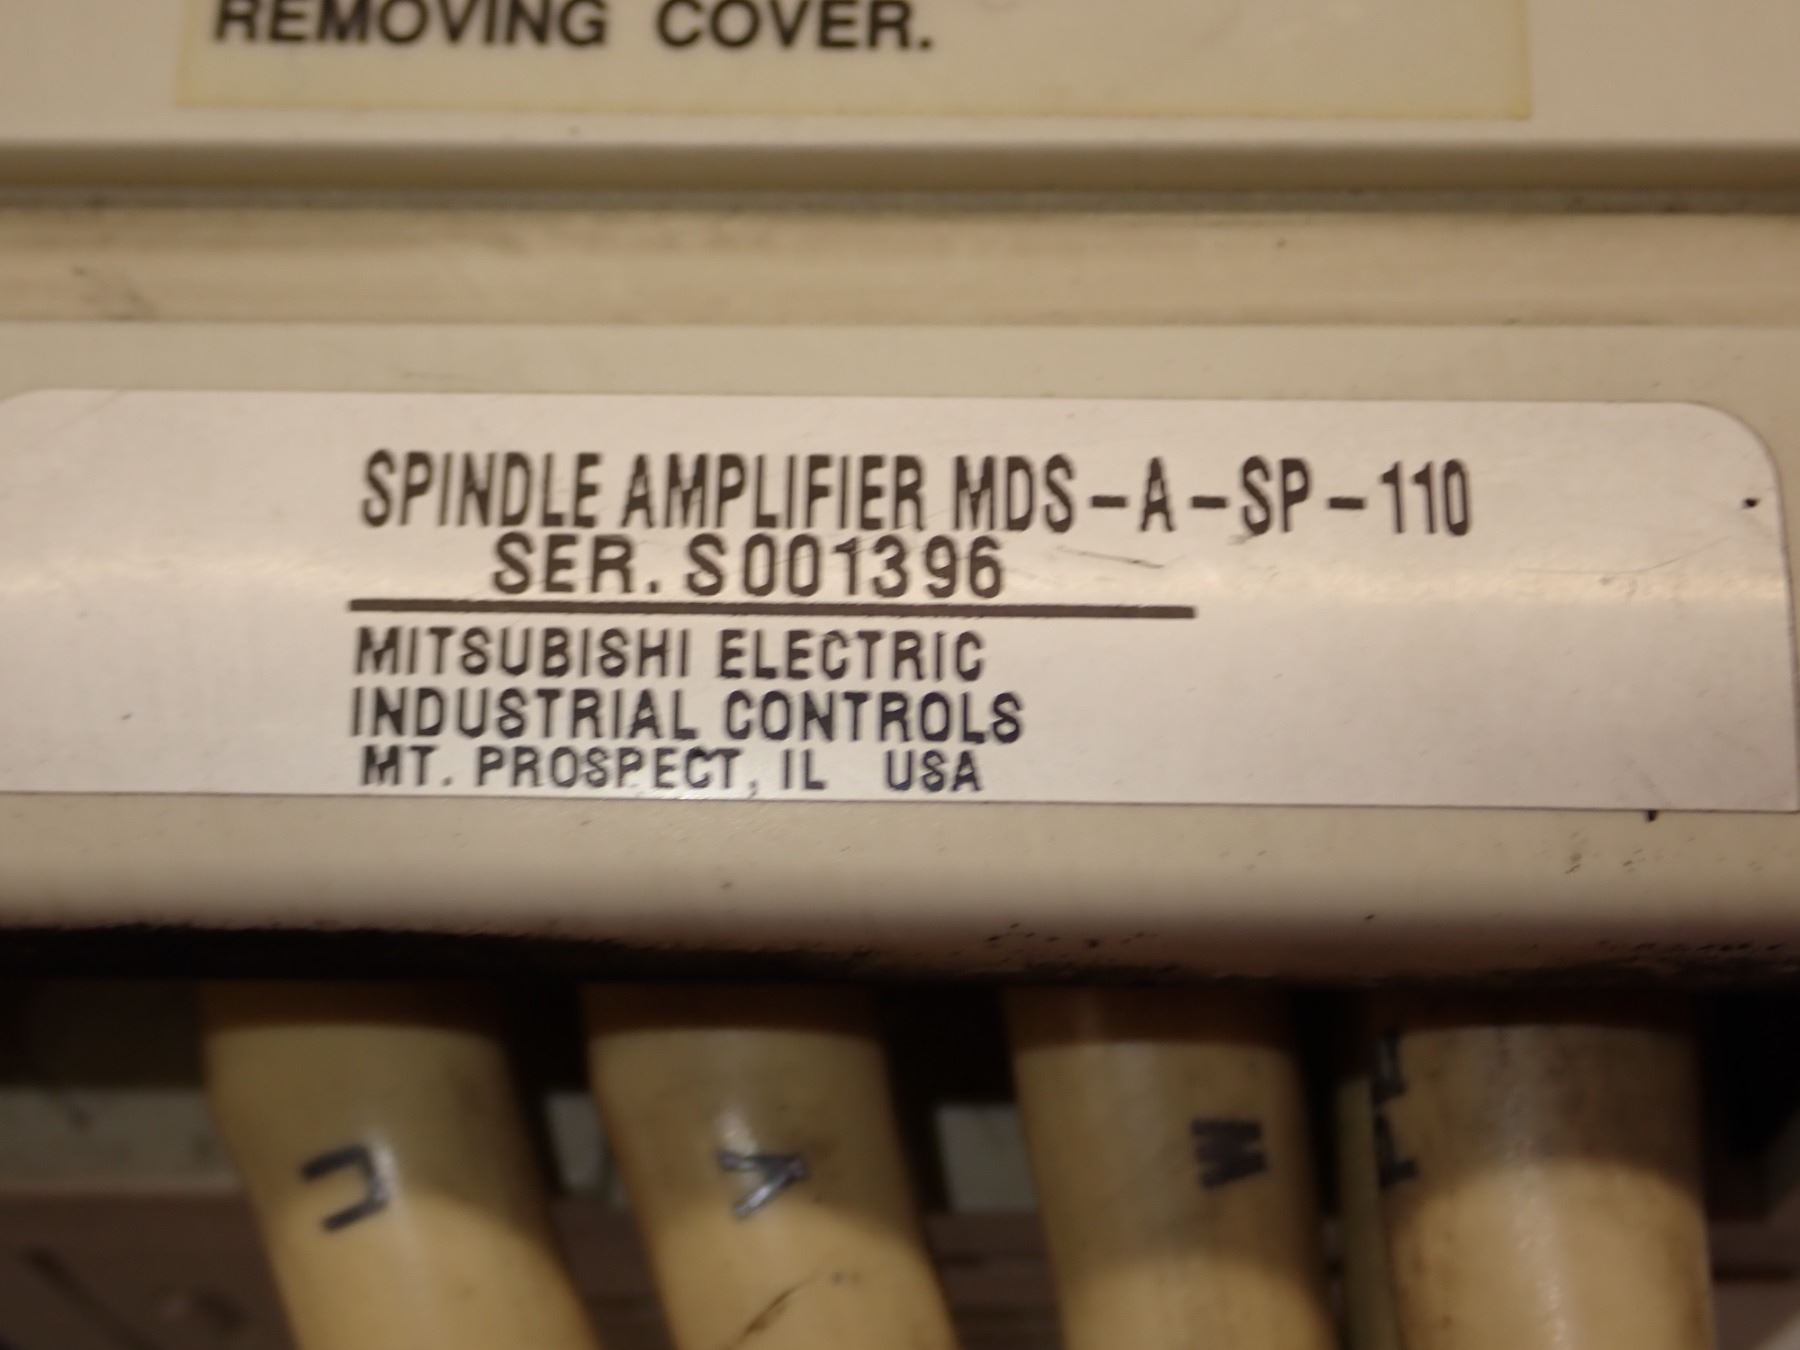 REMOVING COVER.
SPINDLE AMPLIFIER MDS-A-SP-110
SER. S001396
MITSUBISHI ELECTRIC
INDUSTRIAL CONTROLS
MT. PROSPECT, IL USA
U
V
W